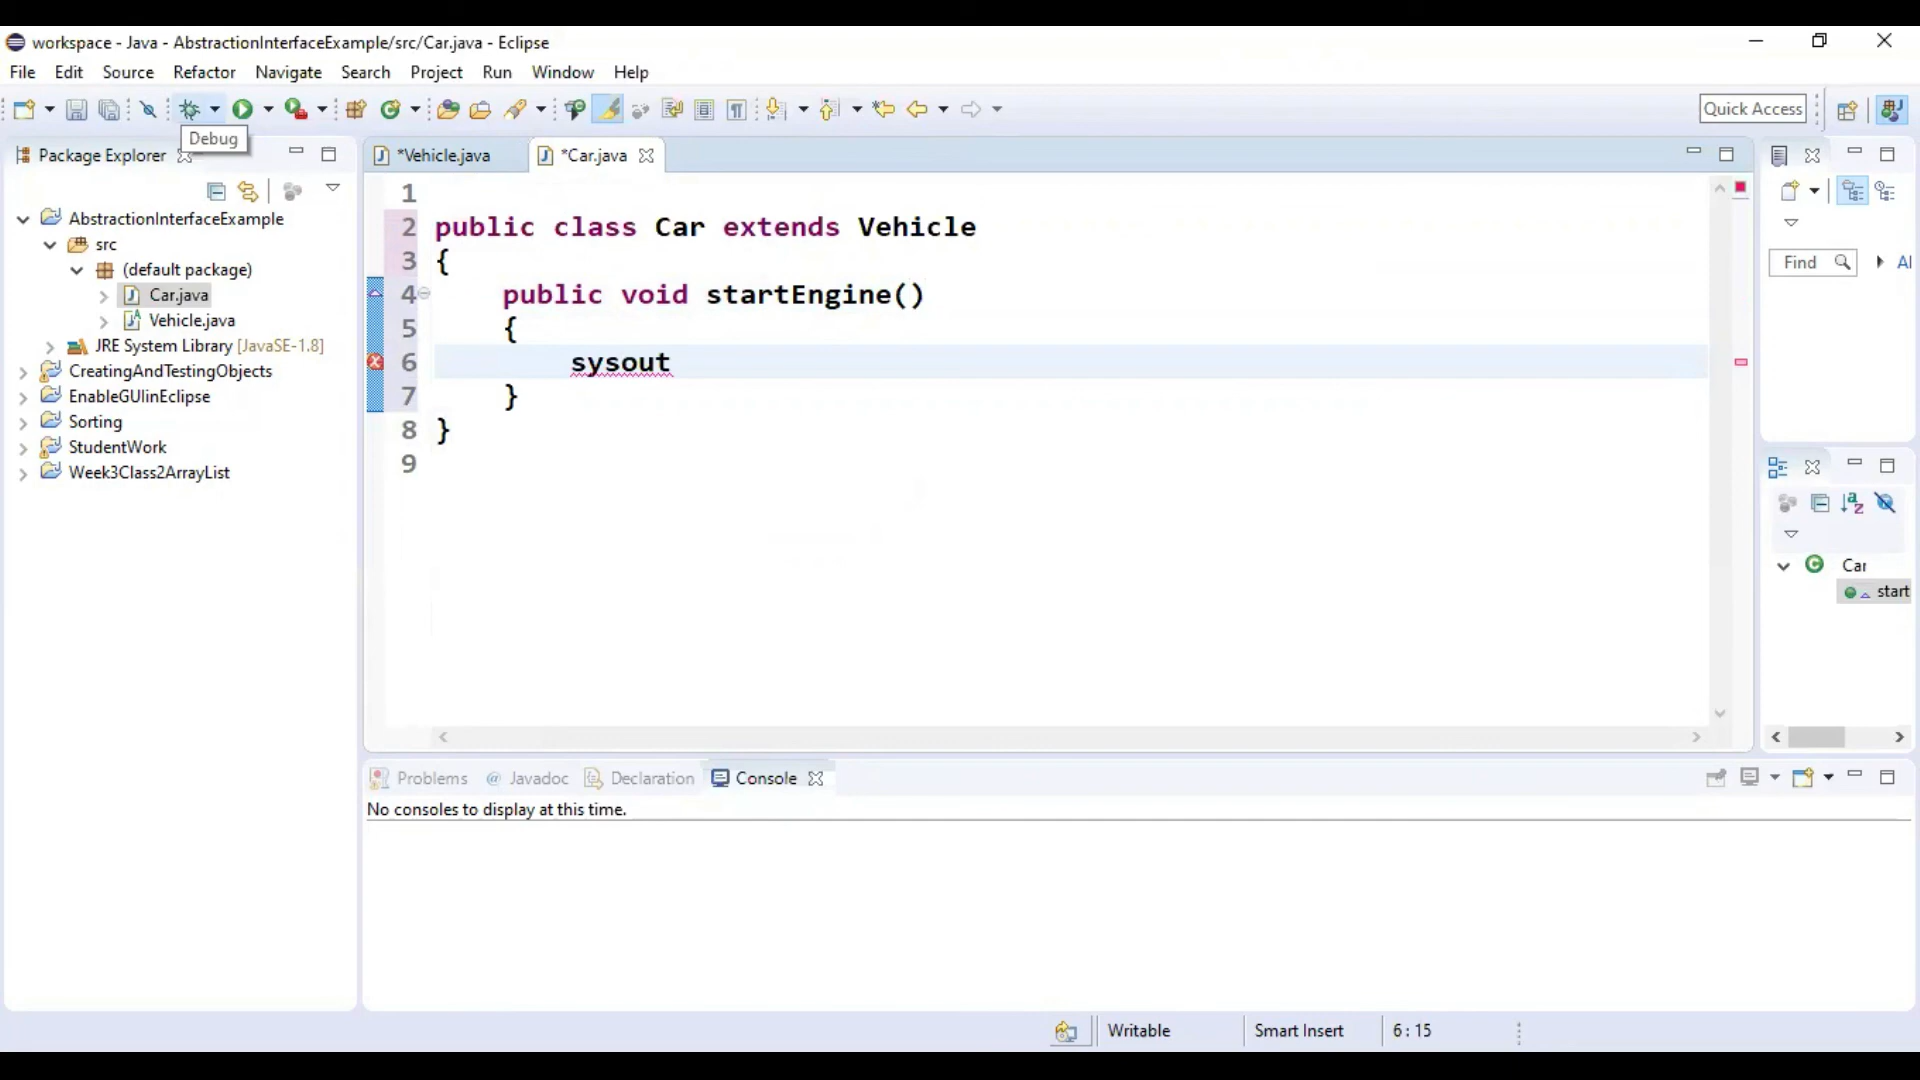 workspace - Java - AbstractionInterfaceExample/src/Car.java - Eclipse
File Edit Source Refactor Navigate Search Project Run Window Help
Quick Access
Debug
Package Explorer
AbstractionInterfaceExample
src
(default package)
Car.java
Vehicle.java
JRE System Library [JavaSE-1.8]
CreatingAndTestingObjects
EnableGUIinEclipse
Sorting
StudentWork
Week3Class2ArrayList
*Vehicle.java *Car.java
1
2 public class Car extends Vehicle
3 {
4 public void startEngine()
5 {
6 sysout
7 }
8 }
9
Find Al
Car
start
Problems @ Javadoc Declaration Console
No consoles to display at this time.
Writable Smart Insert 6 : 15